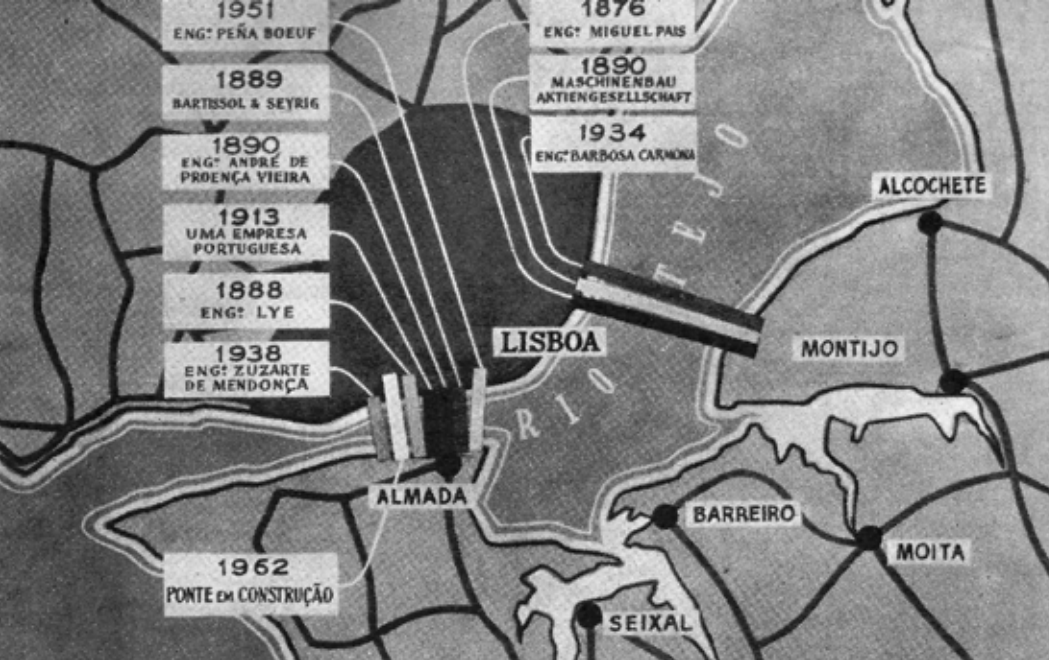 1951
ENGº PEÑA BOEUF
1889
BARTISSOL & SEYRIG
1890
ENGº ANDRÉ DE
PROENÇA VIEIRA
1913
UMA EMPRESA
PORTUGUESA
1888
ENGº LYE
1938
ENGº ZUZARTE
DE MENDONÇA
1876
ENGº MIGUEL PAIS
1890
MASCHINENBAU
AKTIENGESELLSCHAFT
1934
ENGº BARBOSA CARMONA
RIO TEJO
LISBOA
ALCOCHETE
MONTIJO
ALMADA
BARREIRO
MOITA
SEIXAL
1962
PONTE EM CONSTRUÇÃO